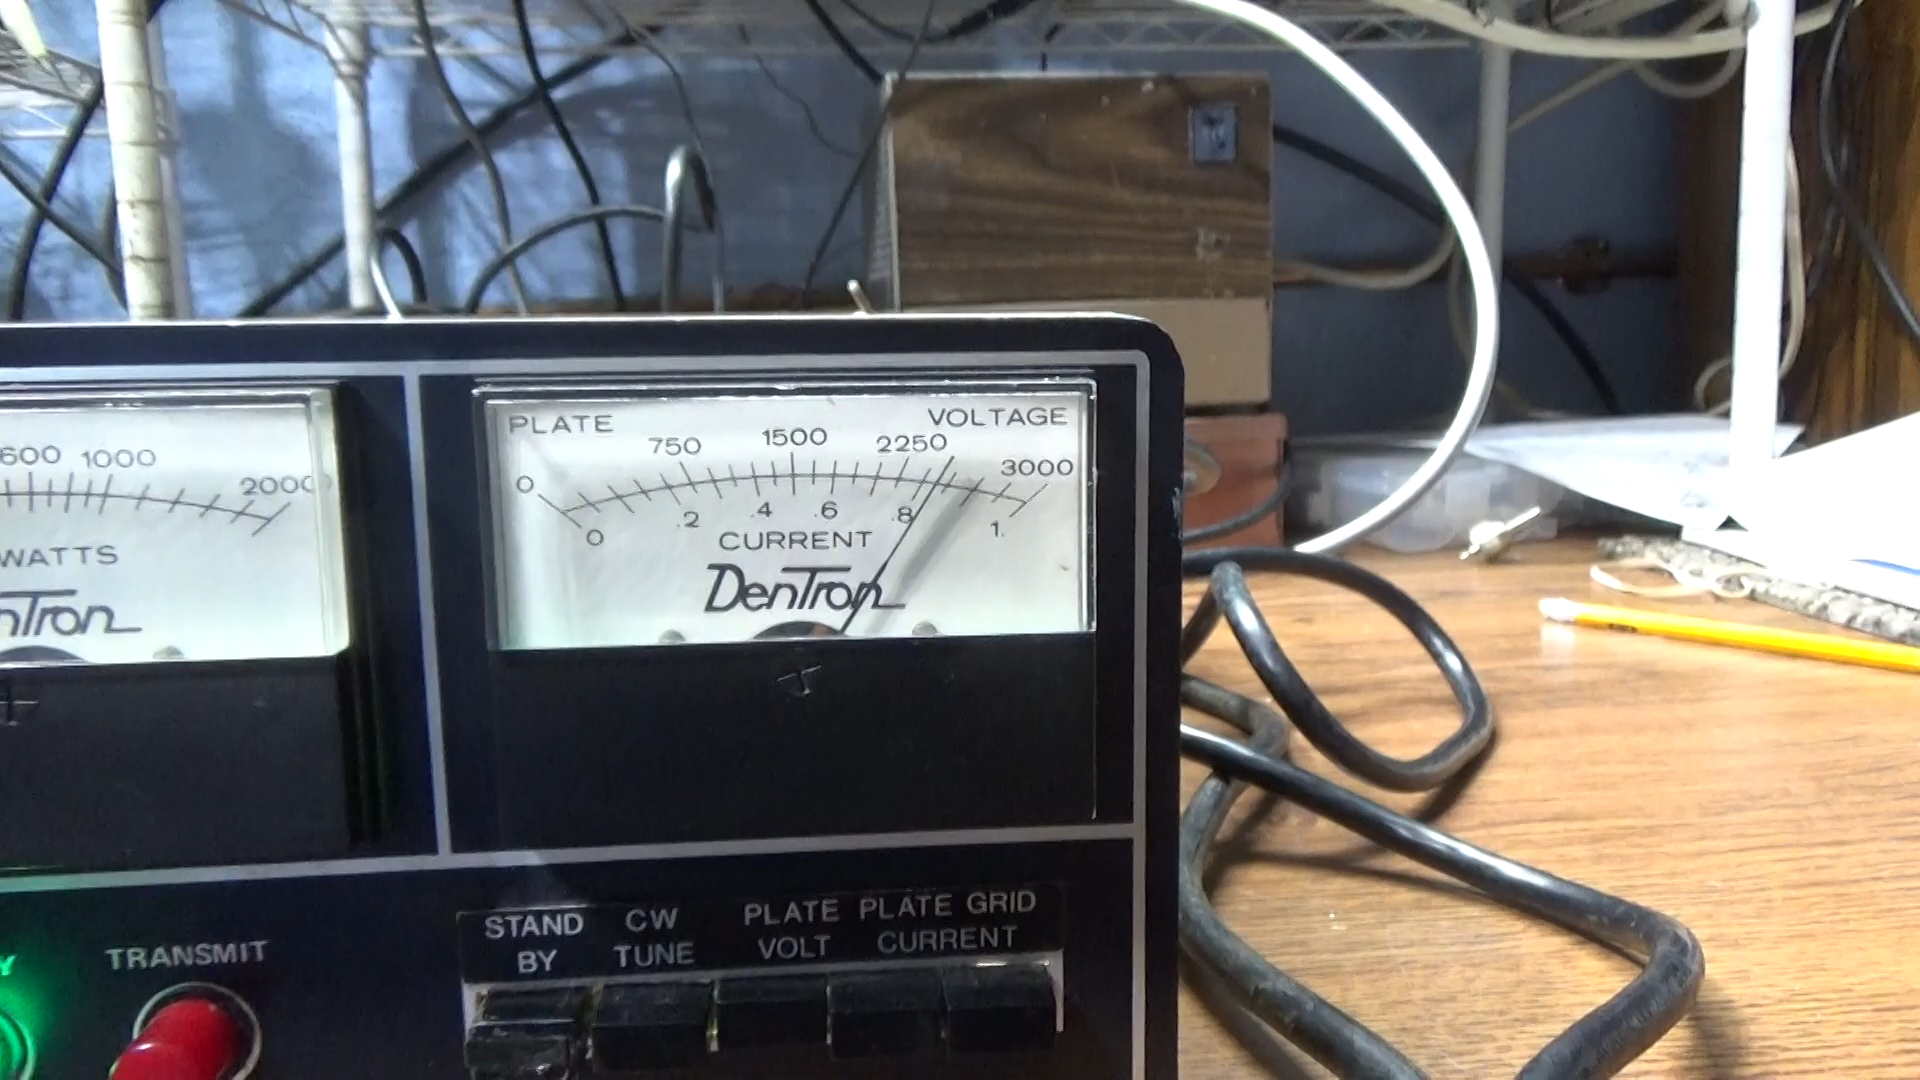 600 1000 2000
WATTS
nTron
PLATE VOLTAGE
0 750 1500 2250 3000
0 .2 .4 .6 .8 1.
CURRENT
DenTron
Y
TRANSMIT
STAND BY
CW TUNE
PLATE VOLT
PLATE GRID
CURRENT